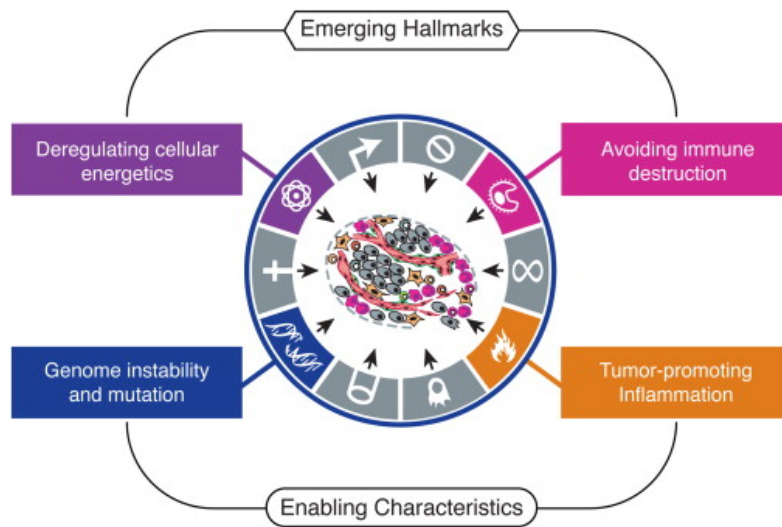 Emerging Hallmarks
Deregulating cellular
energetics
Avoiding immune
destruction
Genome instability
and mutation
Tumor-promoting
Inflammation
Enabling Characteristics